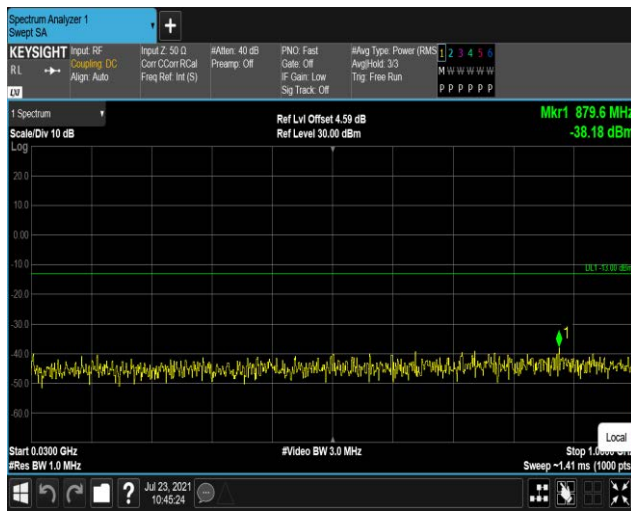 Spectrum Analyzer 1
Swept SA
+
KEYSIGHT
RL
LXI
Input: RF
Coupling: DC
Align: Auto
Input Z: 50 Ω
Corr CCorr RCal
Freq Ref: Int (S)
#Atten: 40 dB
Preamp: Off
PNO: Fast
Gate: Off
IF Gain: Low
Sig Track: Off
#Avg Type: Power (RMS
Avg|Hold: 3/3
Trig: Free Run
1 2 3 4 5 6
M W W W W W
P P P P P P
1 Spectrum
Scale/Div 10 dB
Log
Ref Lvl Offset 4.59 dB
Ref Level 30.00 dBm
Mkr1 879.6 MHz
-38.18 dBm
20.0
10.0
0.00
-10.0
DL1 -13.00 dBm
-20.0
-30.0
1
-40.0
-50.0
-60.0
Local
Start 0.0300 GHz
#Video BW 3.0 MHz
Stop 1.0000 GHz
#Res BW 1.0 MHz
Sweep ~1.41 ms (1000 pts
?
Jul 23, 2021
10:45:24